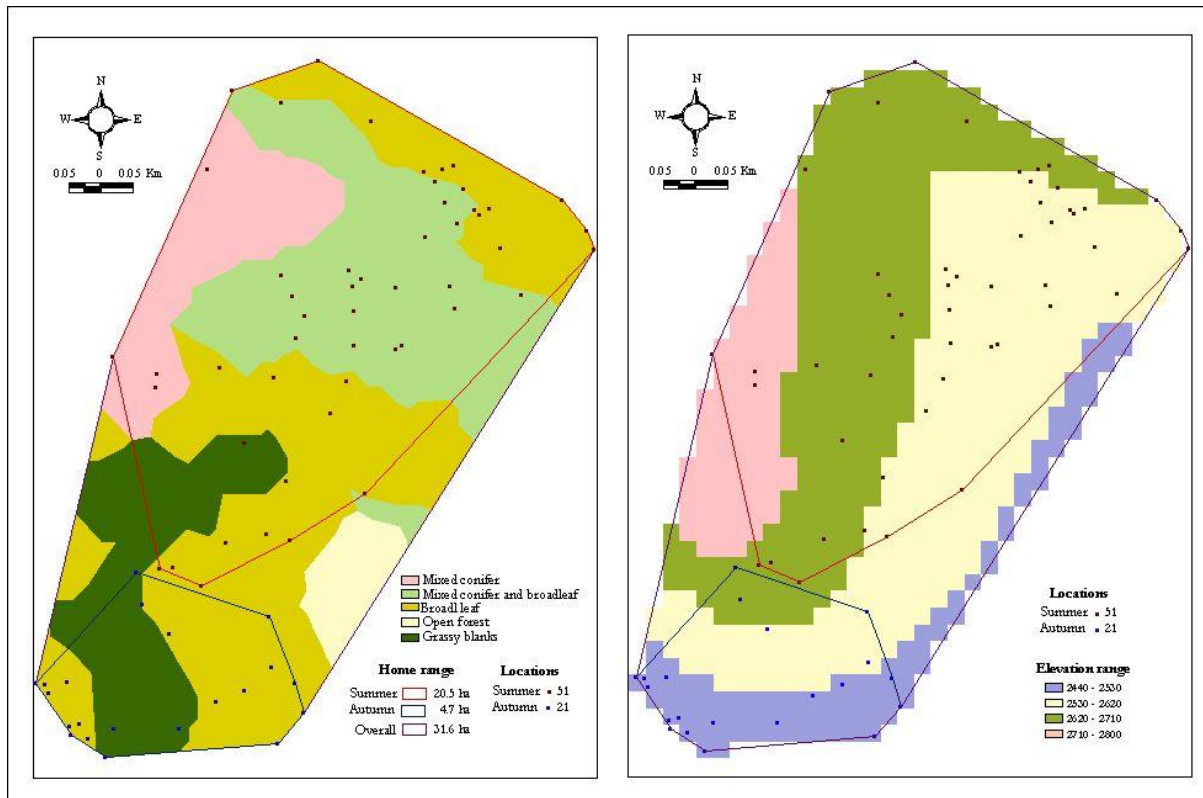 N
W E
S
0.05 0 0.05 Km
Mixed conifer
Mixed conifer and broadleaf
Broadl leaf
Open forest
Grassy blanks
Home range
Summer 20.5 ha
Autumn 4.7 ha
Overall 31.6 ha
Locations
Summer 51
Autumn 21
N
W E
S
0.05 0 0.05 Km
Locations
Summer 51
Autumn 21
Elevation range
2440 - 2530
2530 - 2620
2620 - 2710
2710 - 2800